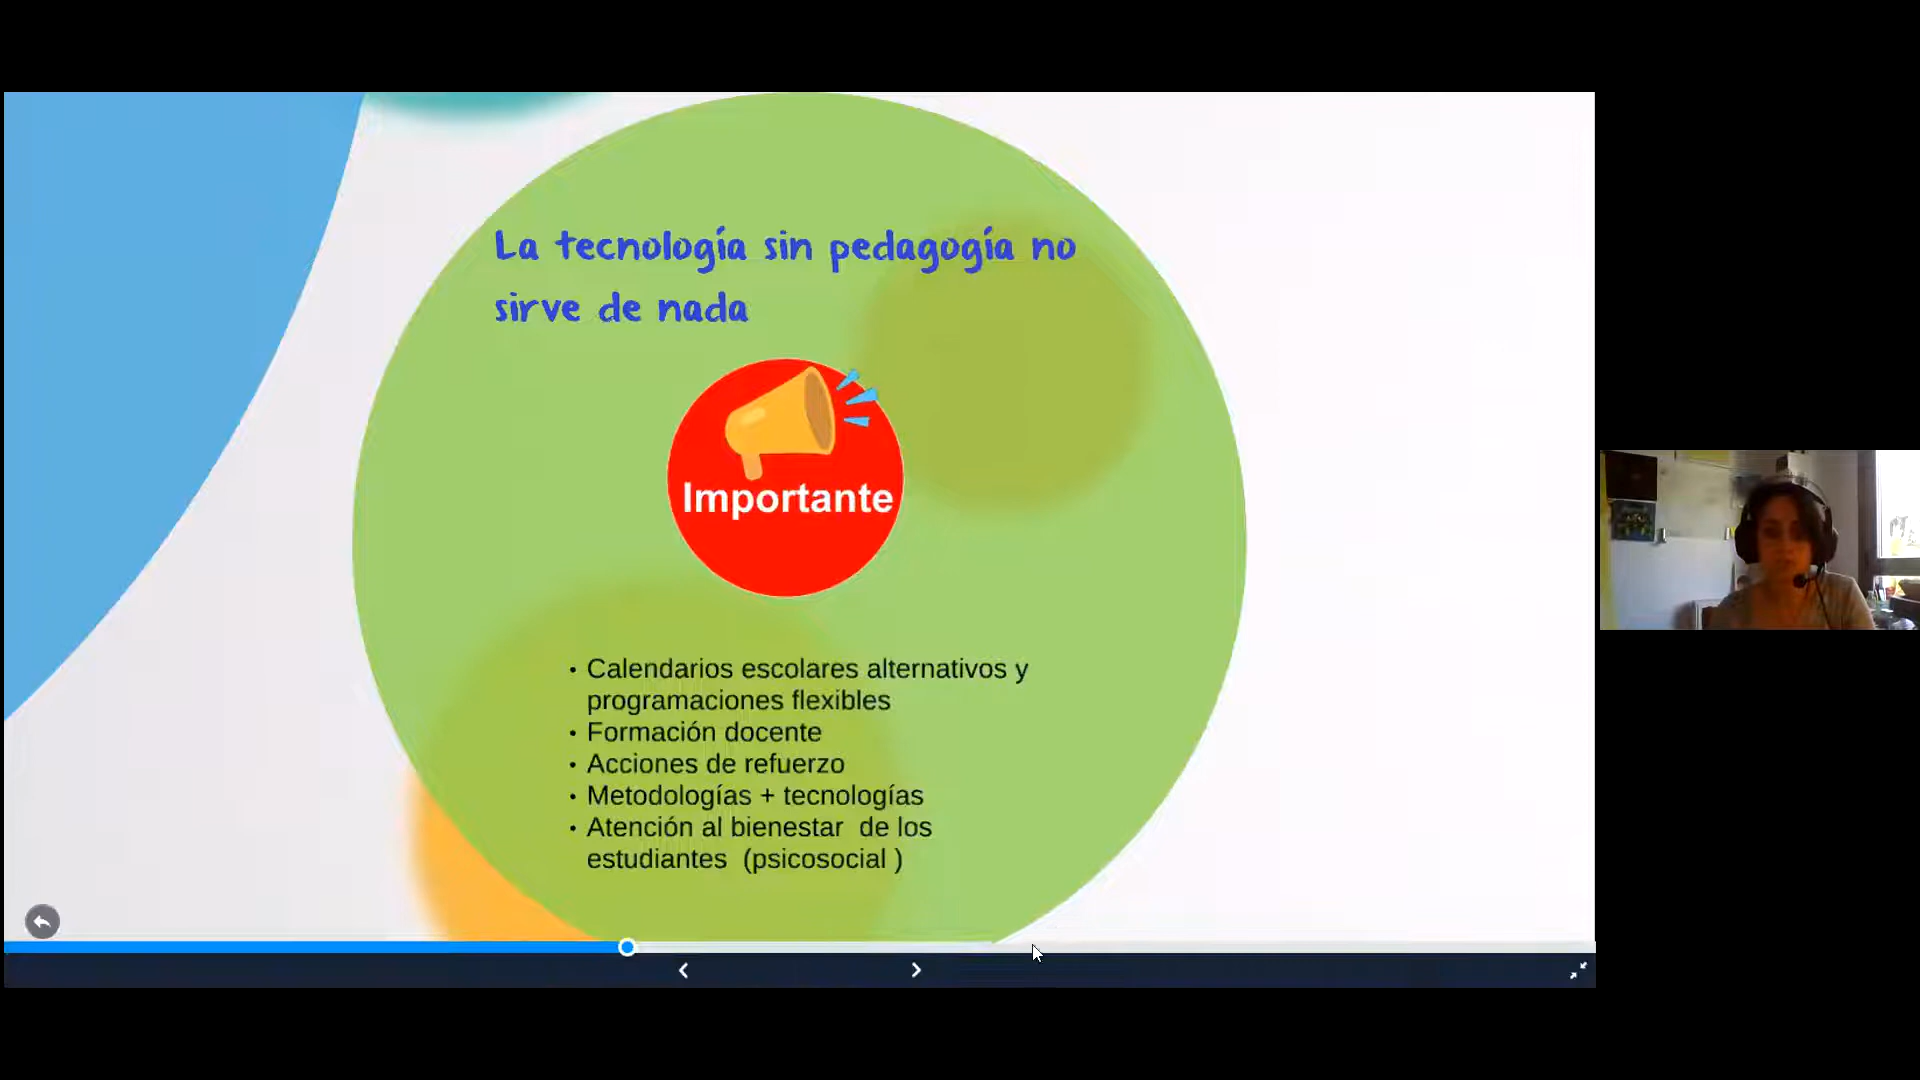 La tecnología sin pedagogía no
sirve de nada
Importante
• Calendarios escolares alternativos y
programaciones flexibles
• Formación docente
• Acciones de refuerzo
• Metodologías + tecnologías
• Atención al bienestar  de los
estudiantes  (psicosocial )